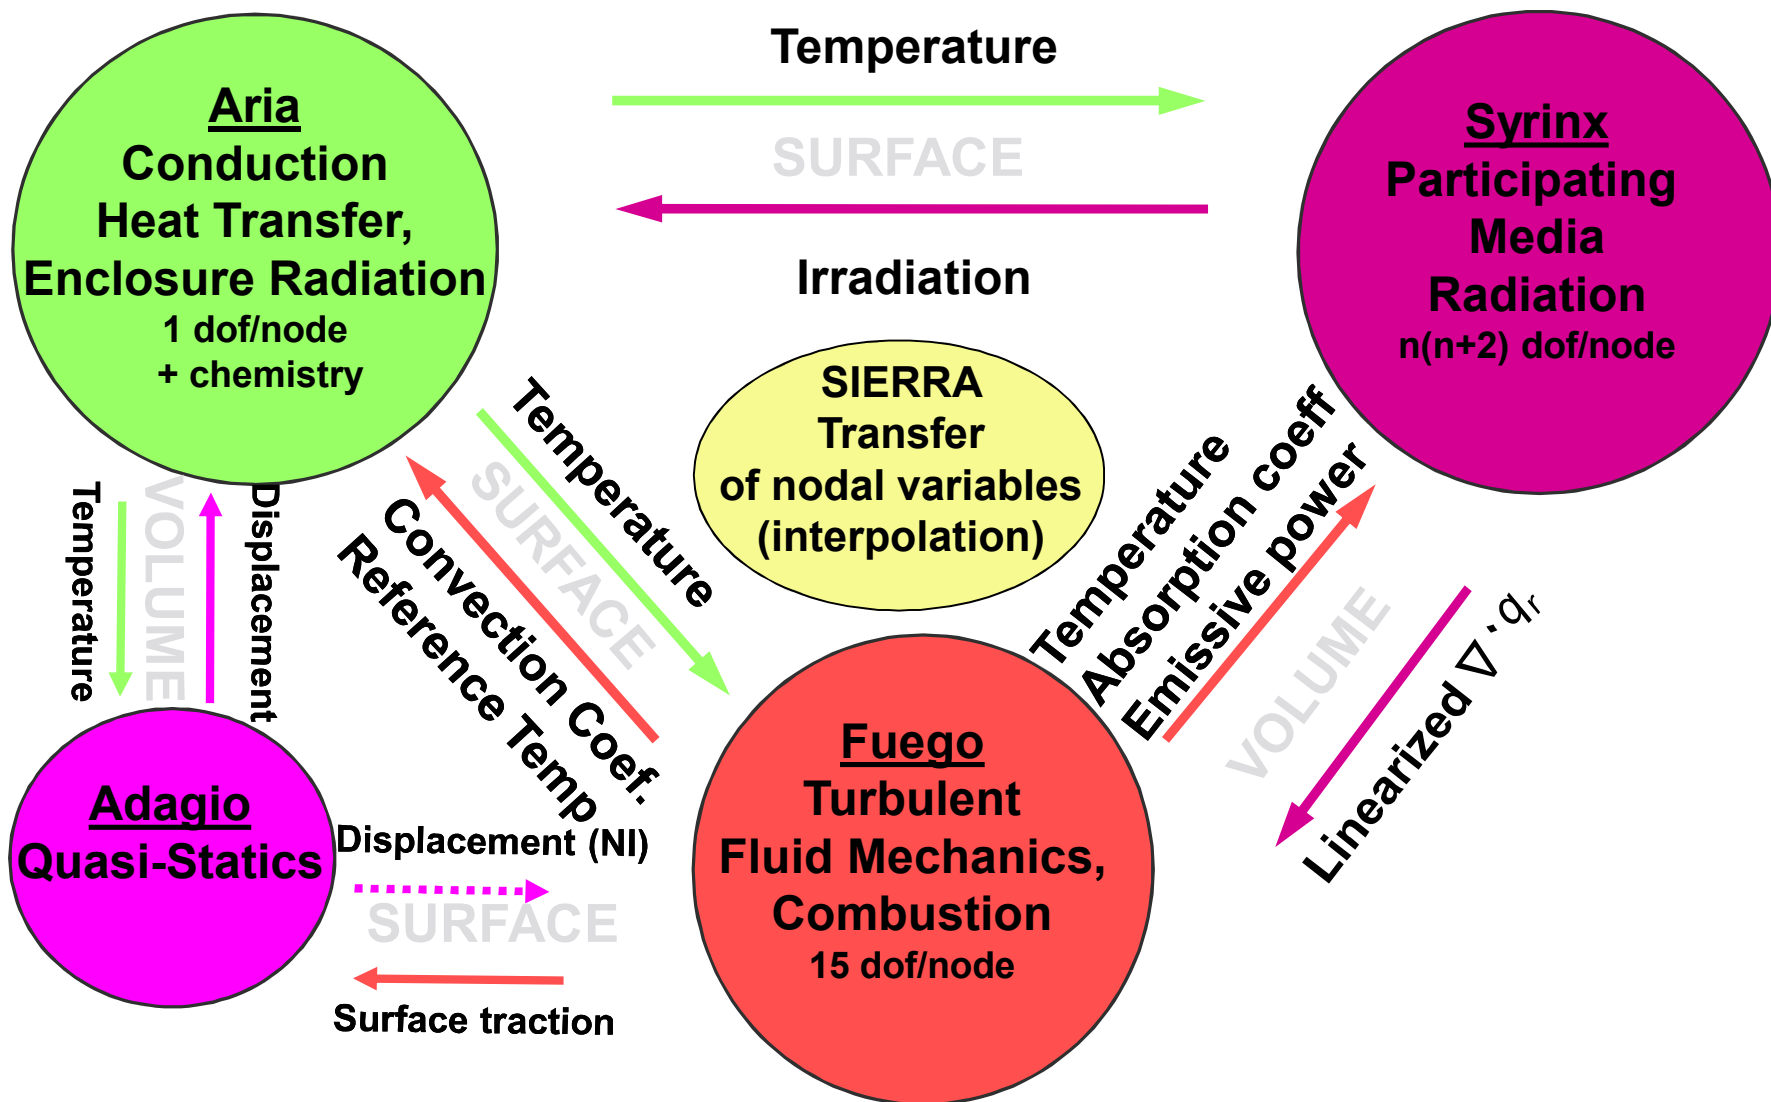 Temperature
SURFACE
Irradiation
Aria
Conduction
Heat Transfer,
Enclosure Radiation
1 dof/node
+ chemistry
Syrinx
Participating
Media
Radiation
n(n+2) dof/node
SIERRA
Transfer
of nodal variables
(interpolation)
Temperature
VOLUME
Displacement
Temperature
SURFACE
Convection Coef.
Reference Temp
Temperature
Absorption coeff
Emissive power
VOLUME
Linearized ∇·qᵣ
Adagio
Quasi-Statics
Displacement (NI)
SURFACE
Surface traction
Fuego
Turbulent
Fluid Mechanics,
Combustion
15 dof/node